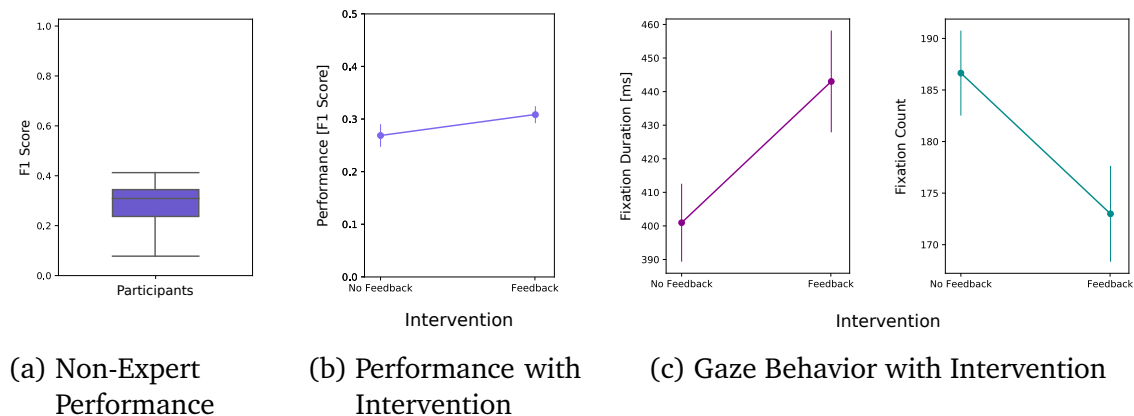 1.0
0.8
0.6
0.4
0.2
0.0
F1 Score
Participants
0.5
0.4
0.3
0.2
0.1
0.0
Performance [F1 Score]
No Feedback
Feedback
Intervention
460
450
440
430
420
410
400
390
Fixation Duration [ms]
No Feedback
Feedback
190
185
180
175
170
Fixation Count
No Feedback
Feedback
Intervention
(a) Non-Expert
Performance
(b) Performance with
Intervention
(c) Gaze Behavior with Intervention